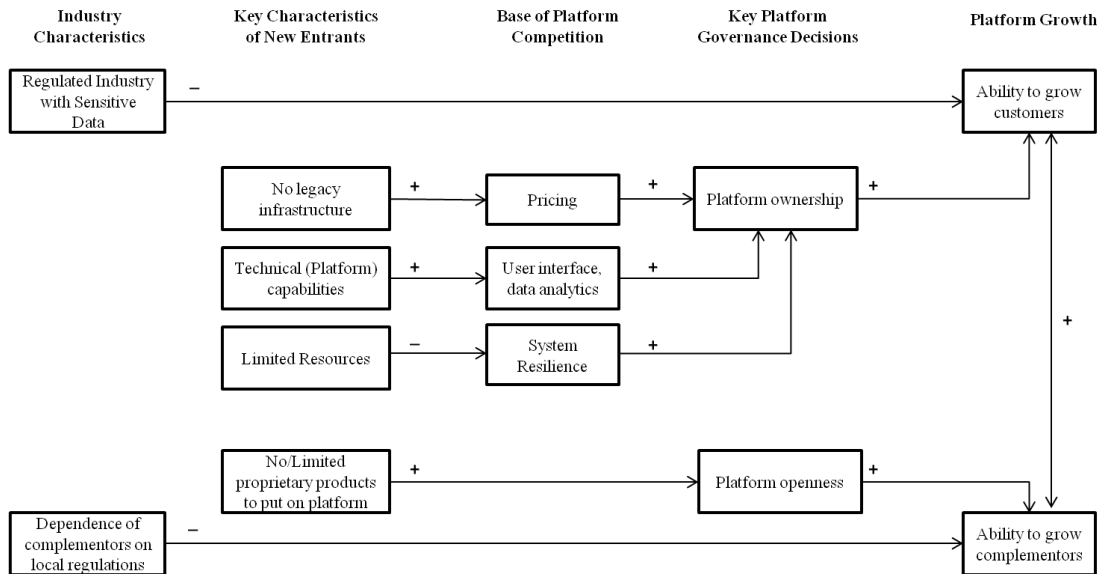 Industry
Characteristics
Key Characteristics
of New Entrants
Base of Platform
Competition
Key Platform
Governance Decisions
Platform Growth
Regulated Industry
with Sensitive
Data
–
Ability to grow
customers
No legacy
infrastructure
+
Pricing
+
Platform ownership
+
Technical (Platform)
capabilities
+
User interface,
data analytics
+
Limited Resources
–
System
Resilience
+
+
No/Limited
proprietary products
to put on platform
+
Platform openness
+
Dependence of
complementors on
local regulations
–
Ability to grow
complementors